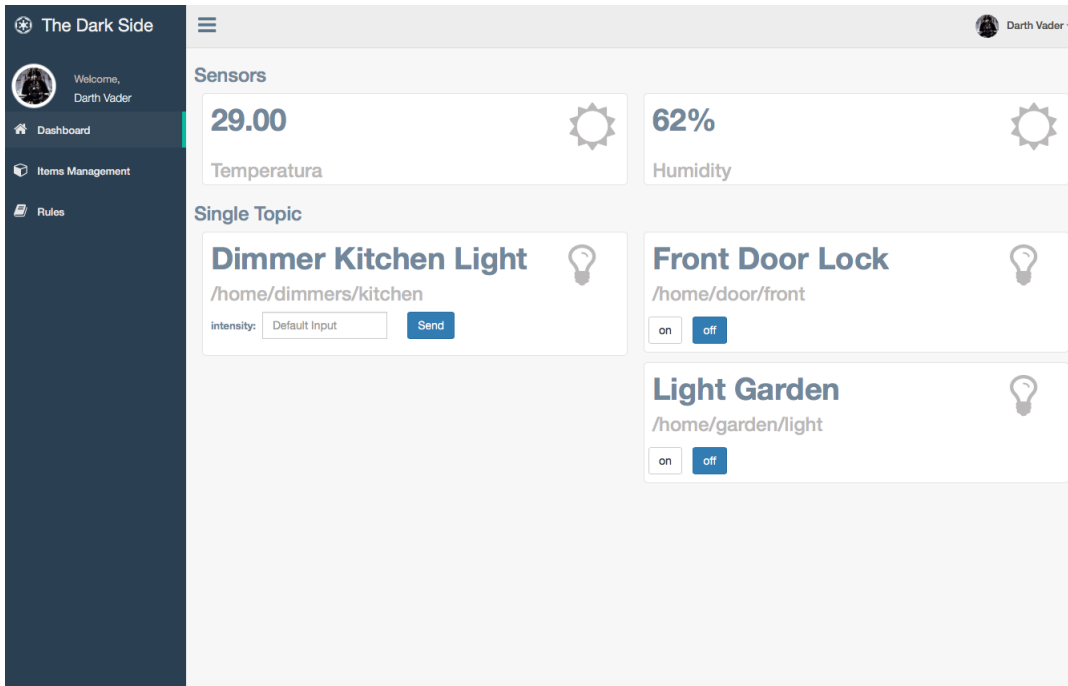 The Dark Side
Darth Vader
Welcome,
Darth Vader
Dashboard
Items Management
Rules
Sensors
29.00
Temperatura
62%
Humidity
Single Topic
Dimmer Kitchen Light
/home/dimmers/kitchen
intensity: Default Input Send
Front Door Lock
/home/door/front
on off
Light Garden
/home/garden/light
on off